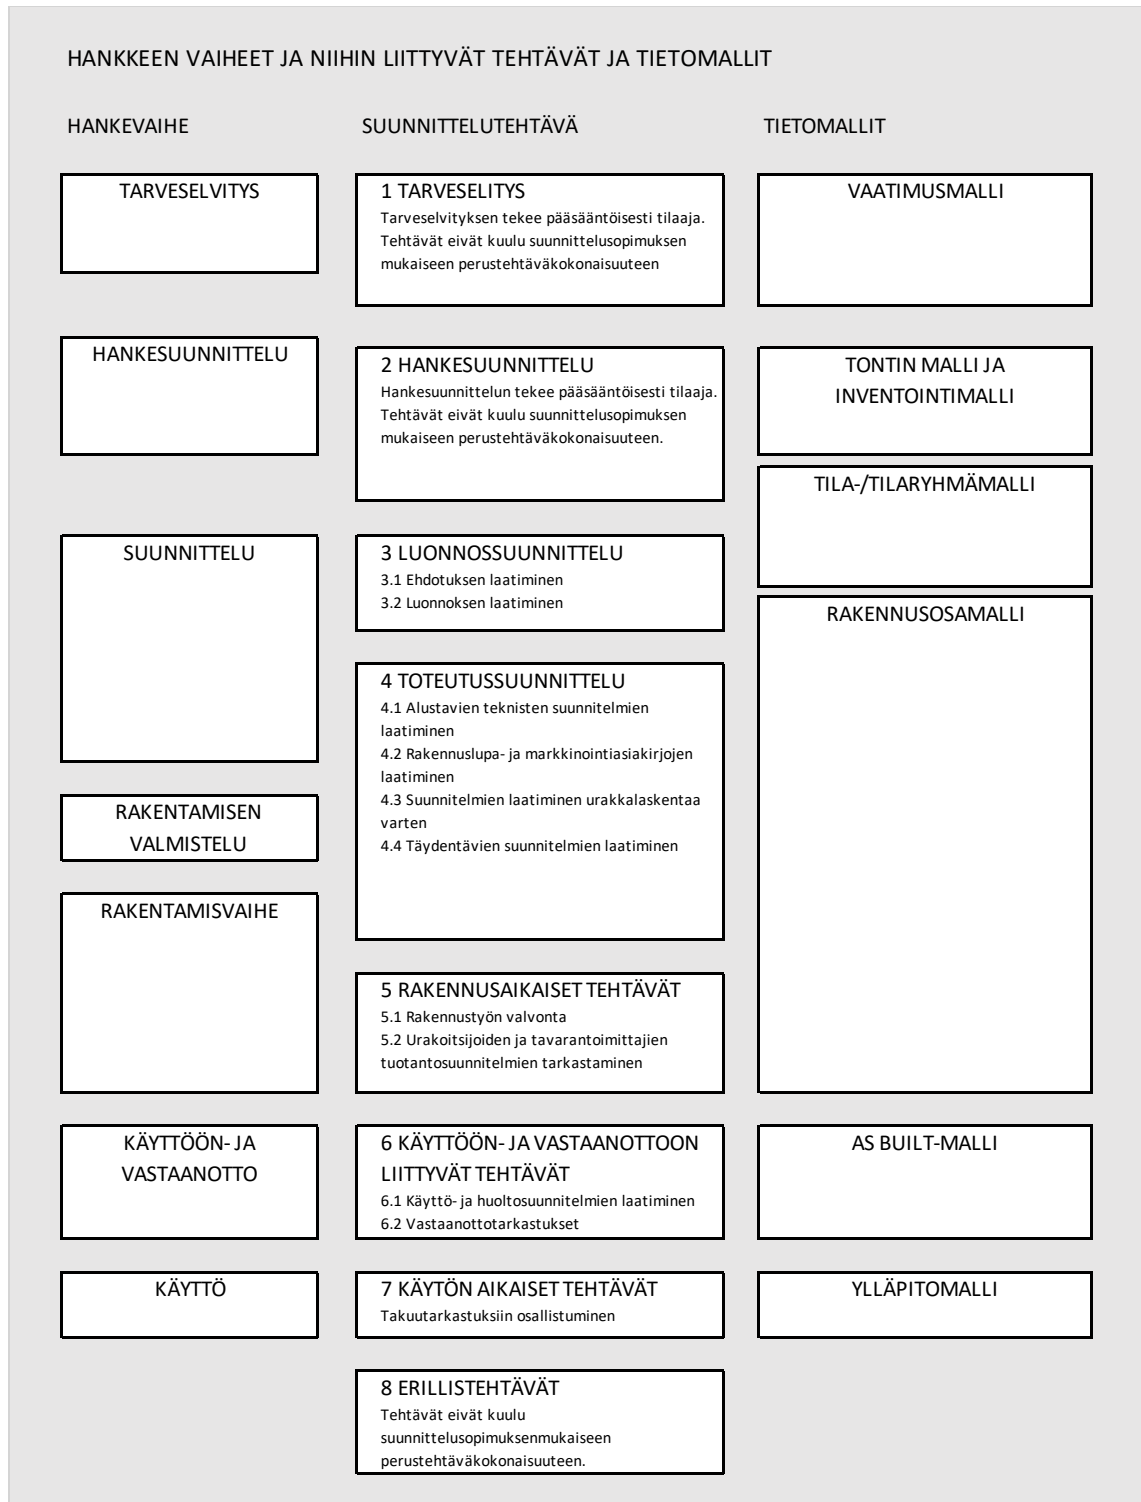 HANKKEEN VAIHEET JA NIIHIN LIITTYVÄT TEHTÄVÄT JA TIETOMALLIT
HANKEVAIHE
SUUNNITTELUTEHTÄVÄ
TIETOMALLIT
TARVESELVITYS
1 TARVESELITYS
Tarveselvityksen tekee pääsääntöisesti tilaaja.
Tehtävät eivät kuulu suunnittelusopimuksen
mukaiseen perustehtäväkokonaisuuteen
VAATIMUSMALLI
HANKESUUNNITTELU
2 HANKESUUNNITTELU
Hankesuunnittelun tekee pääsääntöisesti tilaaja.
Tehtävät eivät kuulu suunnittelusopimuksen
mukaiseen perustehtäväkokonaisuuteen.
TONTIN MALLI JA
INVENTOINTIMALLI
TILA-/TILARYHMÄMALLI
SUUNNITTELU
3 LUONNOSSUUNNITTELU
3.1 Ehdotuksen laatiminen
3.2 Luonnoksen laatiminen
RAKENNUSOSAMALLI
4 TOTEUTUSSUUNNITTELU
4.1 Alustavien teknisten suunnitelmien
laatiminen
4.2 Rakennuslupa- ja markkinointiasiakirjojen
laatiminen
4.3 Suunnitelmien laatiminen urakkalaskentaa
varten
4.4 Täydentävien suunnitelmien laatiminen
RAKENTAMISEN
VALMISTELU
RAKENTAMISVAIHE
5 RAKENNUSAIKAISET TEHTÄVÄT
5.1 Rakennustyön valvonta
5.2 Urakoitsijoiden ja tavarantoimittajien
tuotantosuunnitelmien tarkastaminen
KÄYTTÖÖN- JA
VASTAANOTTO
6 KÄYTTÖÖN- JA VASTAANOTTOON
LIITTYVÄT TEHTÄVÄT
6.1 Käyttö- ja huoltosuunnitelmien laatiminen
6.2 Vastaanottotarkastukset
AS BUILT-MALLI
KÄYTTÖ
7 KÄYTÖN AIKAISET TEHTÄVÄT
Takuutarkastuksiin osallistuminen
YLLÄPITOMALLI
8 ERILLISTEHTÄVÄT
Tehtävät eivät kuulu
suunnittelusopimuksenmukaiseen
perustehtäväkokonaisuuteen.